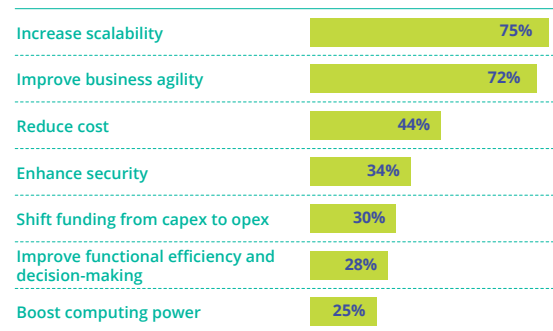 Increase scalability 75%
Improve business agility 72%
Reduce cost 44%
Enhance security 34%
Shift funding from capex to opex 30%
Improve functional efficiency and
decision-making 28%
Boost computing power 25%